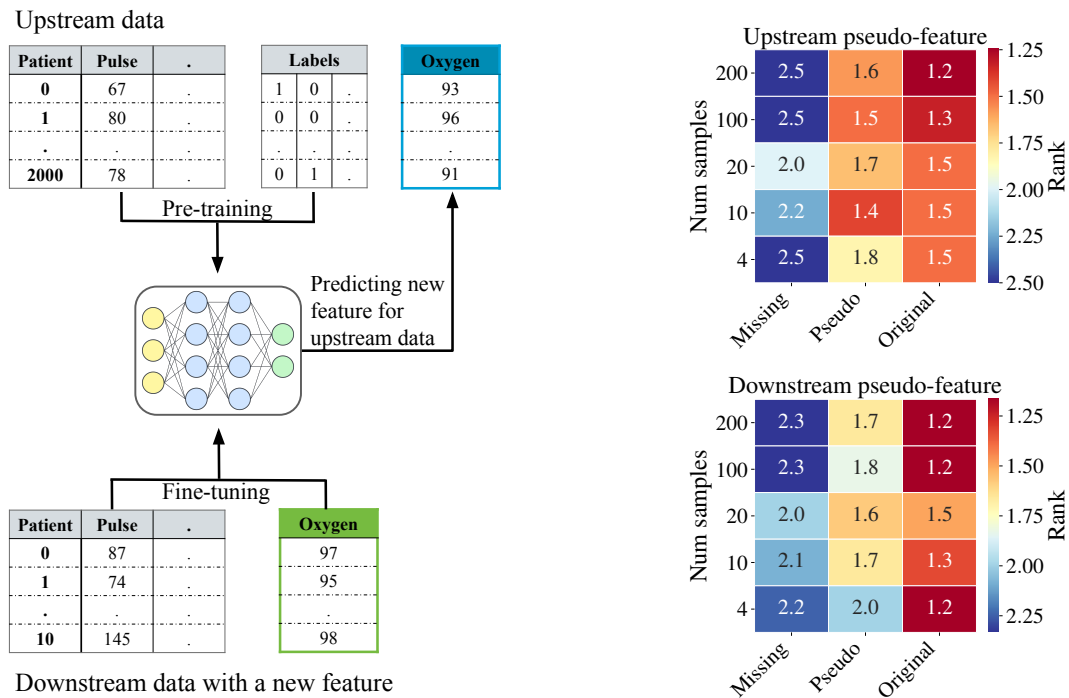 Upstream data
Patient Pulse .
0 67 .
1 80 .
. . .
2000 78 .
Labels
1 0 .
0 0 .
. . .
0 1 .
Oxygen
93
96
.
91
Pre-training
Predicting new
feature for
upstream data
Fine-tuning
Patient Pulse .
0 87 .
1 74 .
. . .
10 145 .
Oxygen
97
95
.
98
Downstream data with a new feature
Upstream pseudo-feature
Num samples
200 2.5 1.6 1.2
100 2.5 1.5 1.3
20 2.0 1.7 1.5
10 2.2 1.4 1.5
4 2.5 1.8 1.5
Missing Pseudo Original
1.25
1.50
1.75
2.00
2.25
2.50
Rank
Downstream pseudo-feature
Num samples
200 2.3 1.7 1.2
100 2.3 1.8 1.2
20 2.0 1.6 1.5
10 2.1 1.7 1.3
4 2.2 2.0 1.2
Missing Pseudo Original
1.25
1.50
1.75
2.00
2.25
Rank